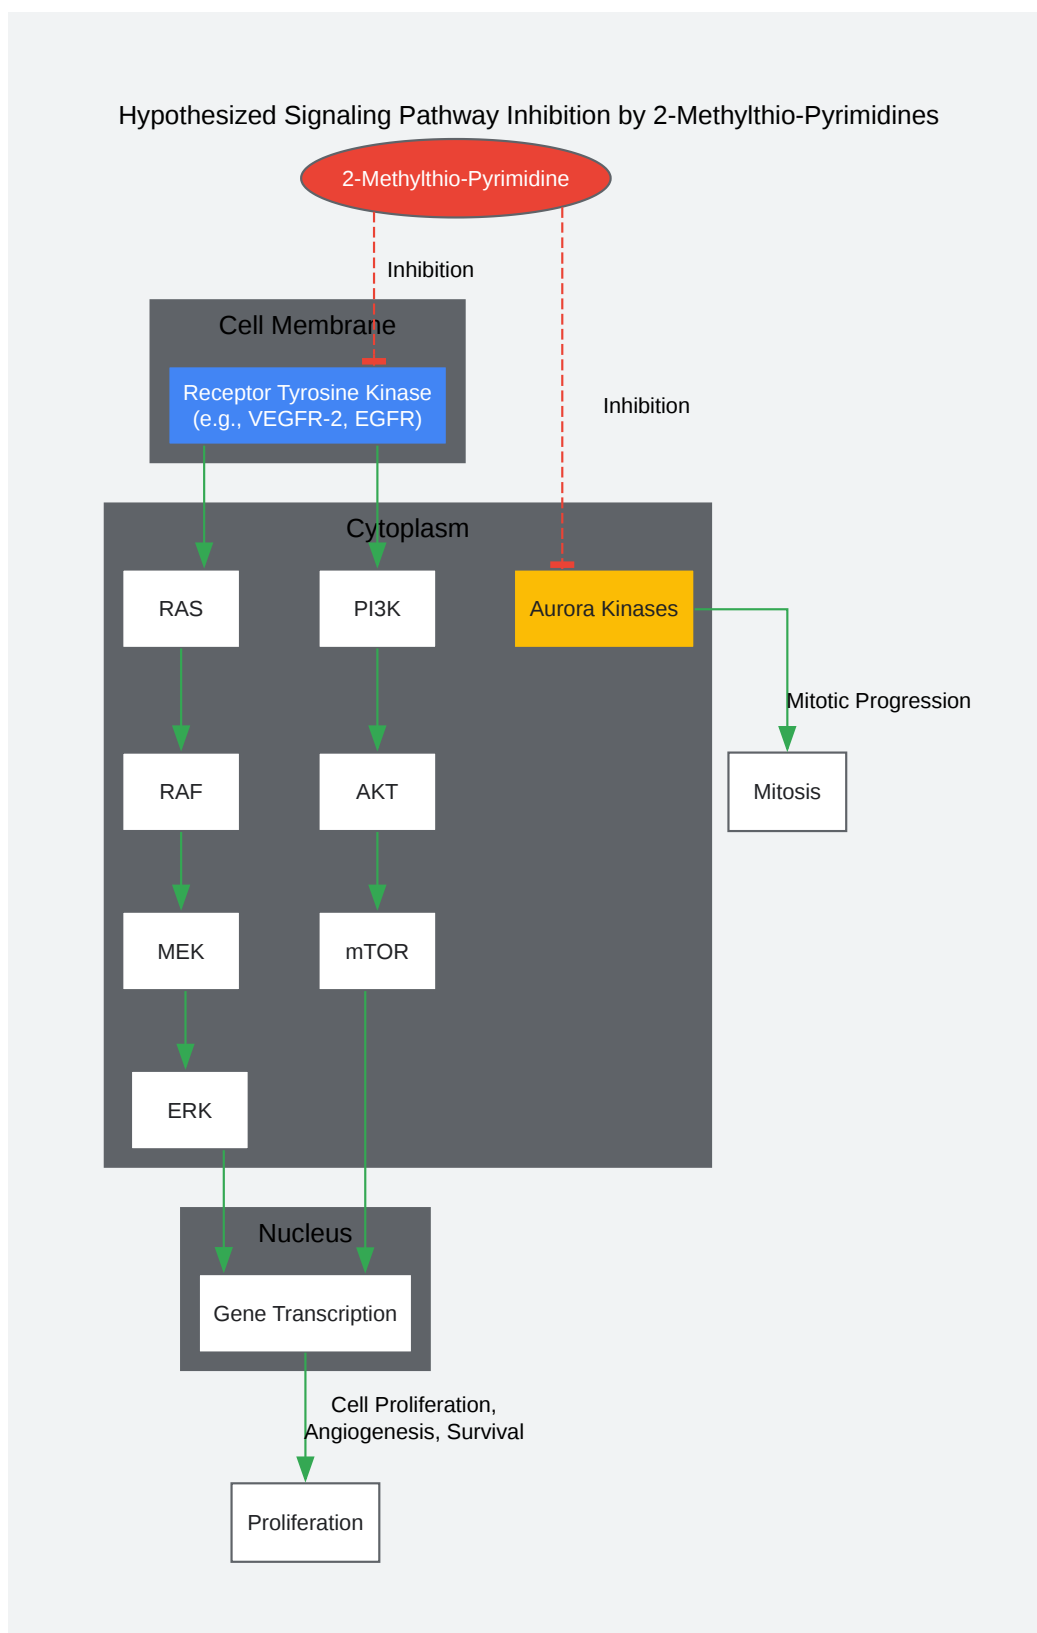 Hypothesized Signaling Pathway Inhibition by 2-Methylthio-Pyrimidines
2-Methylthio-Pyrimidine
Inhibition
Cell Membrane
Receptor Tyrosine Kinase
(e.g., VEGFR-2, EGFR)
Inhibition
Cytoplasm
RAS
PI3K
Aurora Kinases
Mitotic Progression
RAF
AKT
Mitosis
MEK
mTOR
ERK
Nucleus
Gene Transcription
Cell Proliferation,
Angiogenesis, Survival
Proliferation